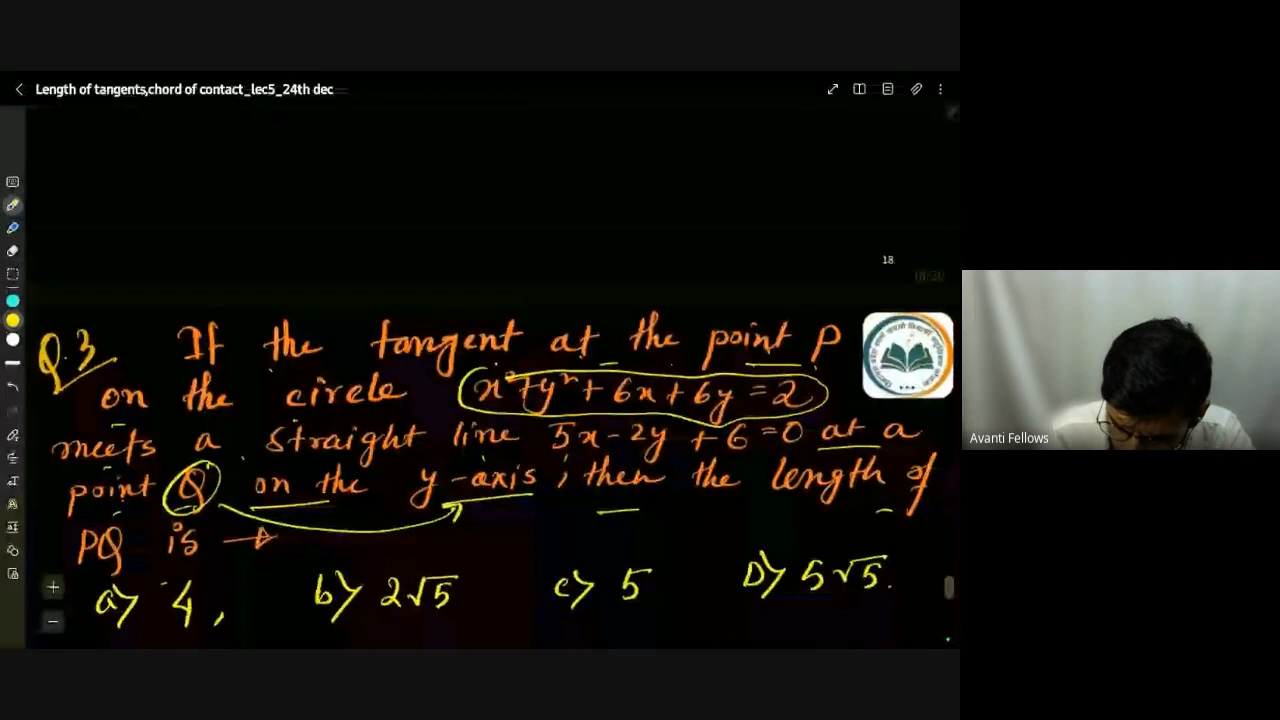 Length of tangents,chord of contact_lec5_24th dec
18
Q.3 If the tangent at the point P
on the circle x²+y²+6x+6y=2
meets a straight line 5x-2y+6=0 at a
point Q on the y-axis; then the length of
PQ is →
a> 4, b> 2√5 c> 5 D> 5√5.
Avanti Fellows